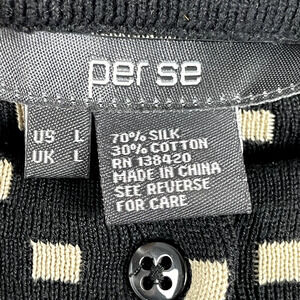 per se
US L
UK L
70% SILK
30% COTTON
RN 138420
MADE IN CHINA
SEE REVERSE
FOR CARE